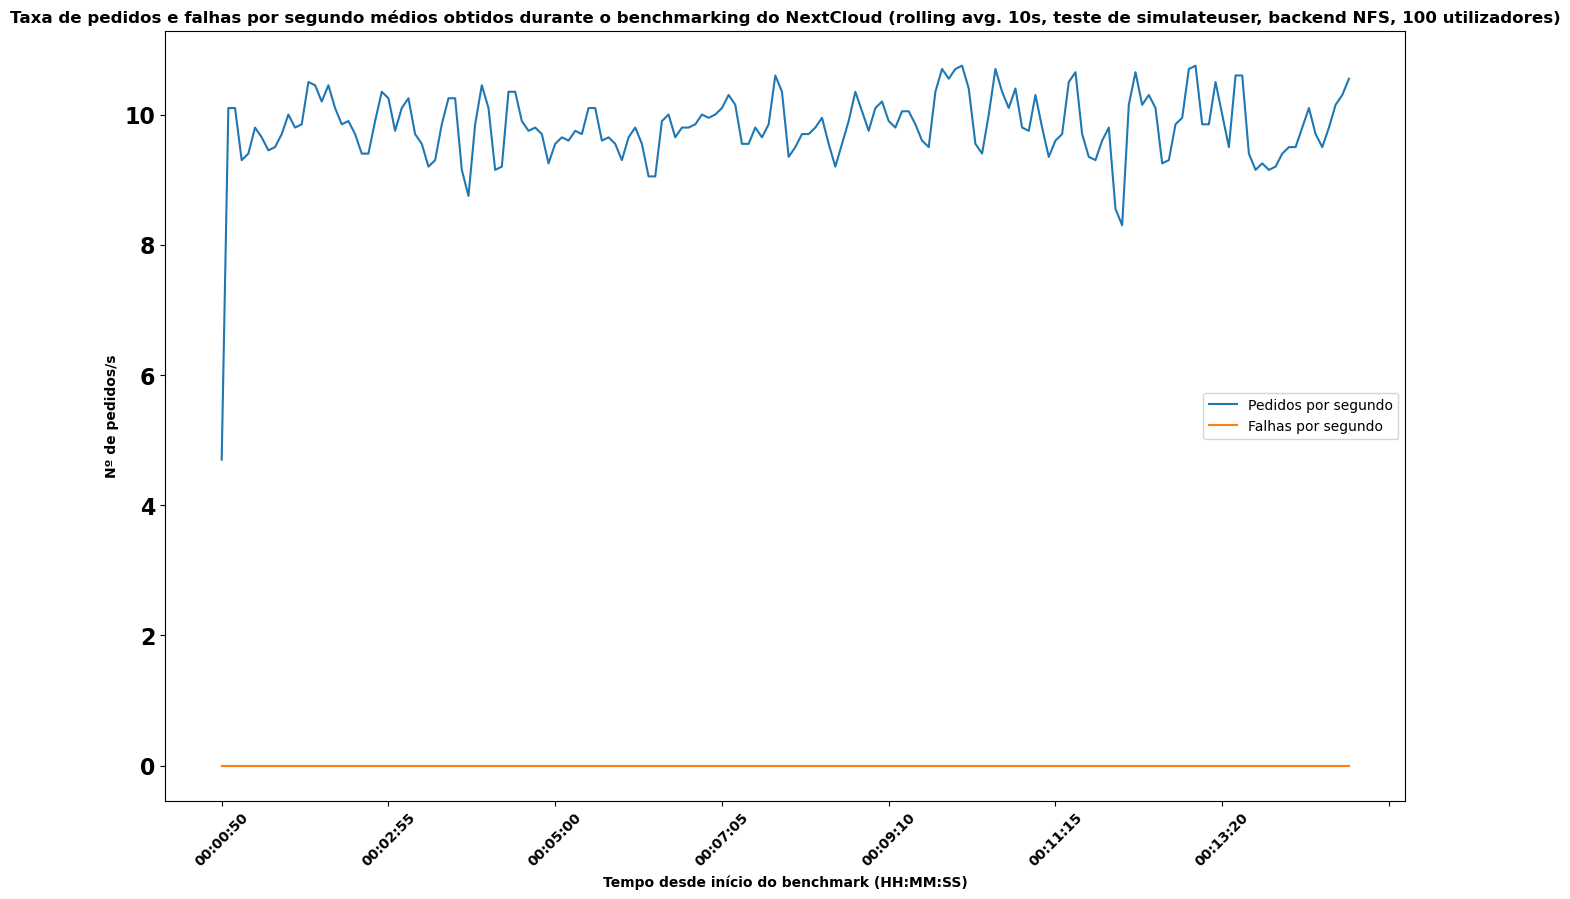 Taxa de pedidos e falhas por segundo médios obtidos durante o benchmarking do NextCloud (rolling avg. 10s, teste de simulateuser, backend NFS, 100 utilizadores)
10
8
6
4
2
0
Nº de pedidos/s
Pedidos por segundo
Falhas por segundo
00:00:50
00:02:55
00:05:00
00:07:05
00:09:10
00:11:15
00:13:20
Tempo desde início do benchmark (HH:MM:SS)